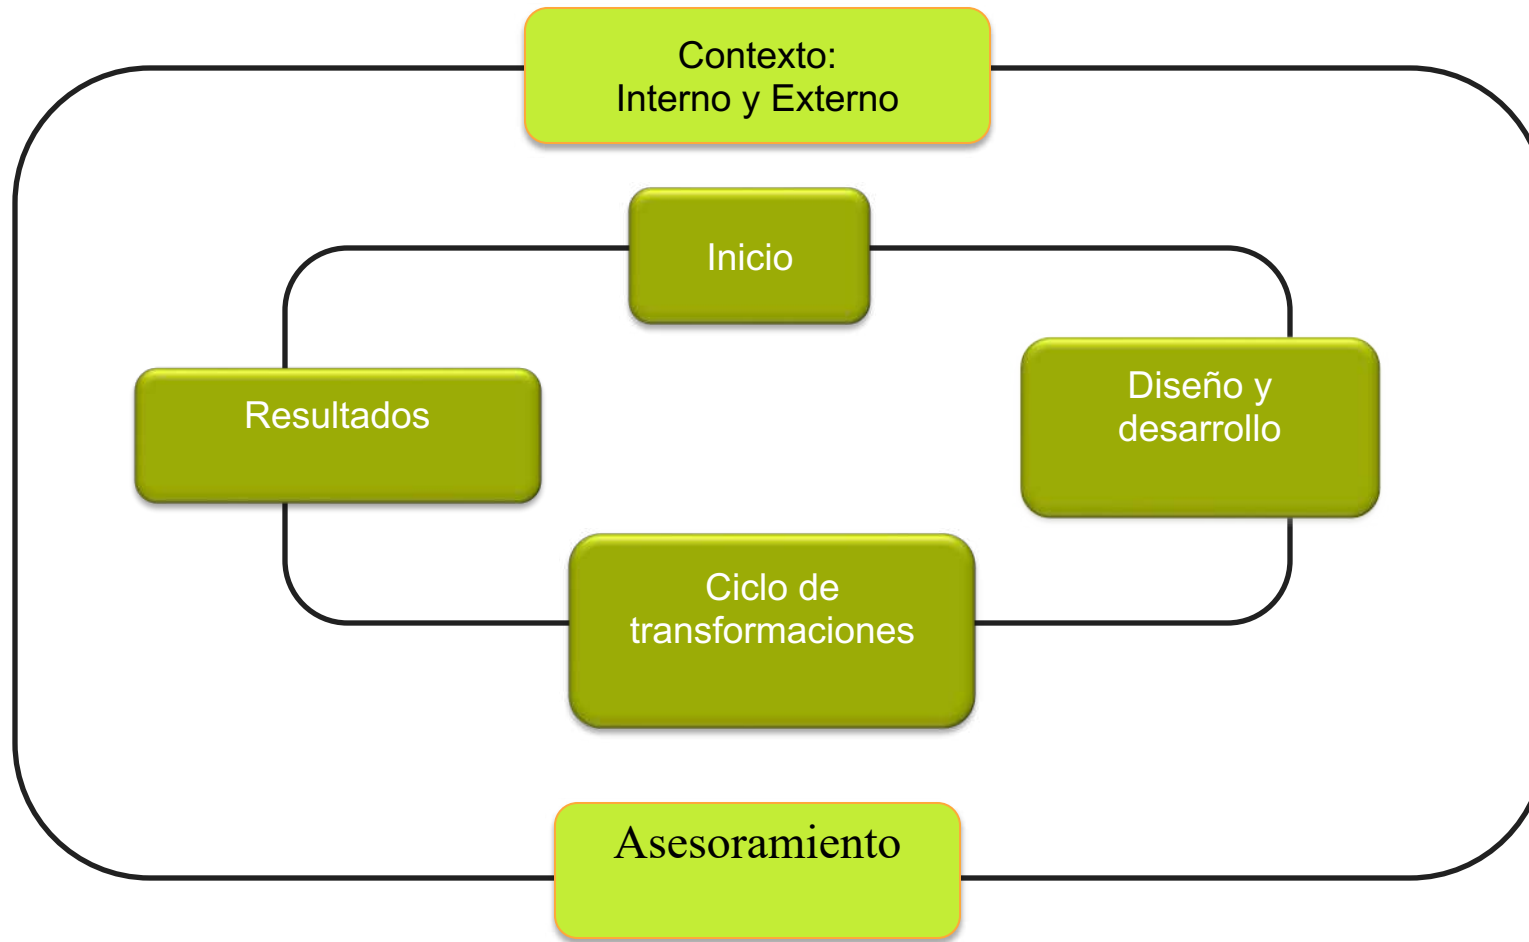 Contexto:
Interno y Externo
Inicio
Resultados
Diseño y
desarrollo
Ciclo de
transformaciones
Asesoramiento